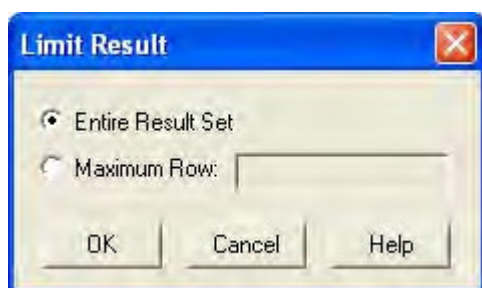 Limit Result
Entire Result Set
Maximum Row:
OK Cancel Help